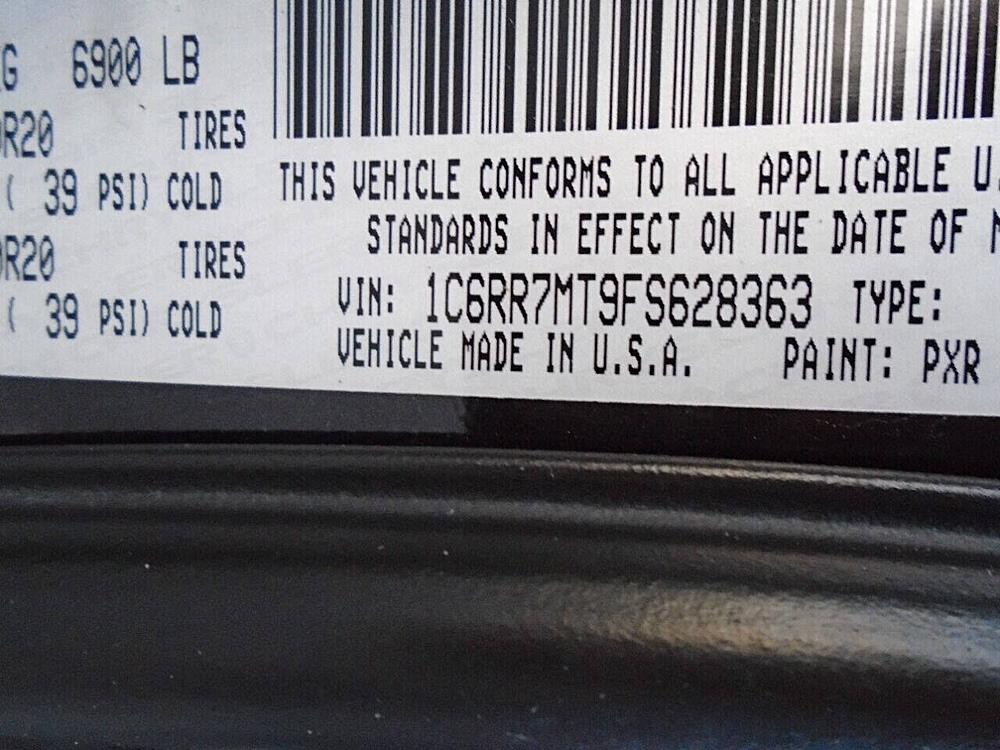 G 6900 LB
R20 TIRES
( 39 PSI) COLD
R20 TIRES
( 39 PSI) COLD
THIS VEHICLE CONFORMS TO ALL APPLICABLE U.
STANDARDS IN EFFECT ON THE DATE OF
VIN: 1C6RR7MT9FS628363 TYPE:
VEHICLE MADE IN U.S.A. PAINT: PXR